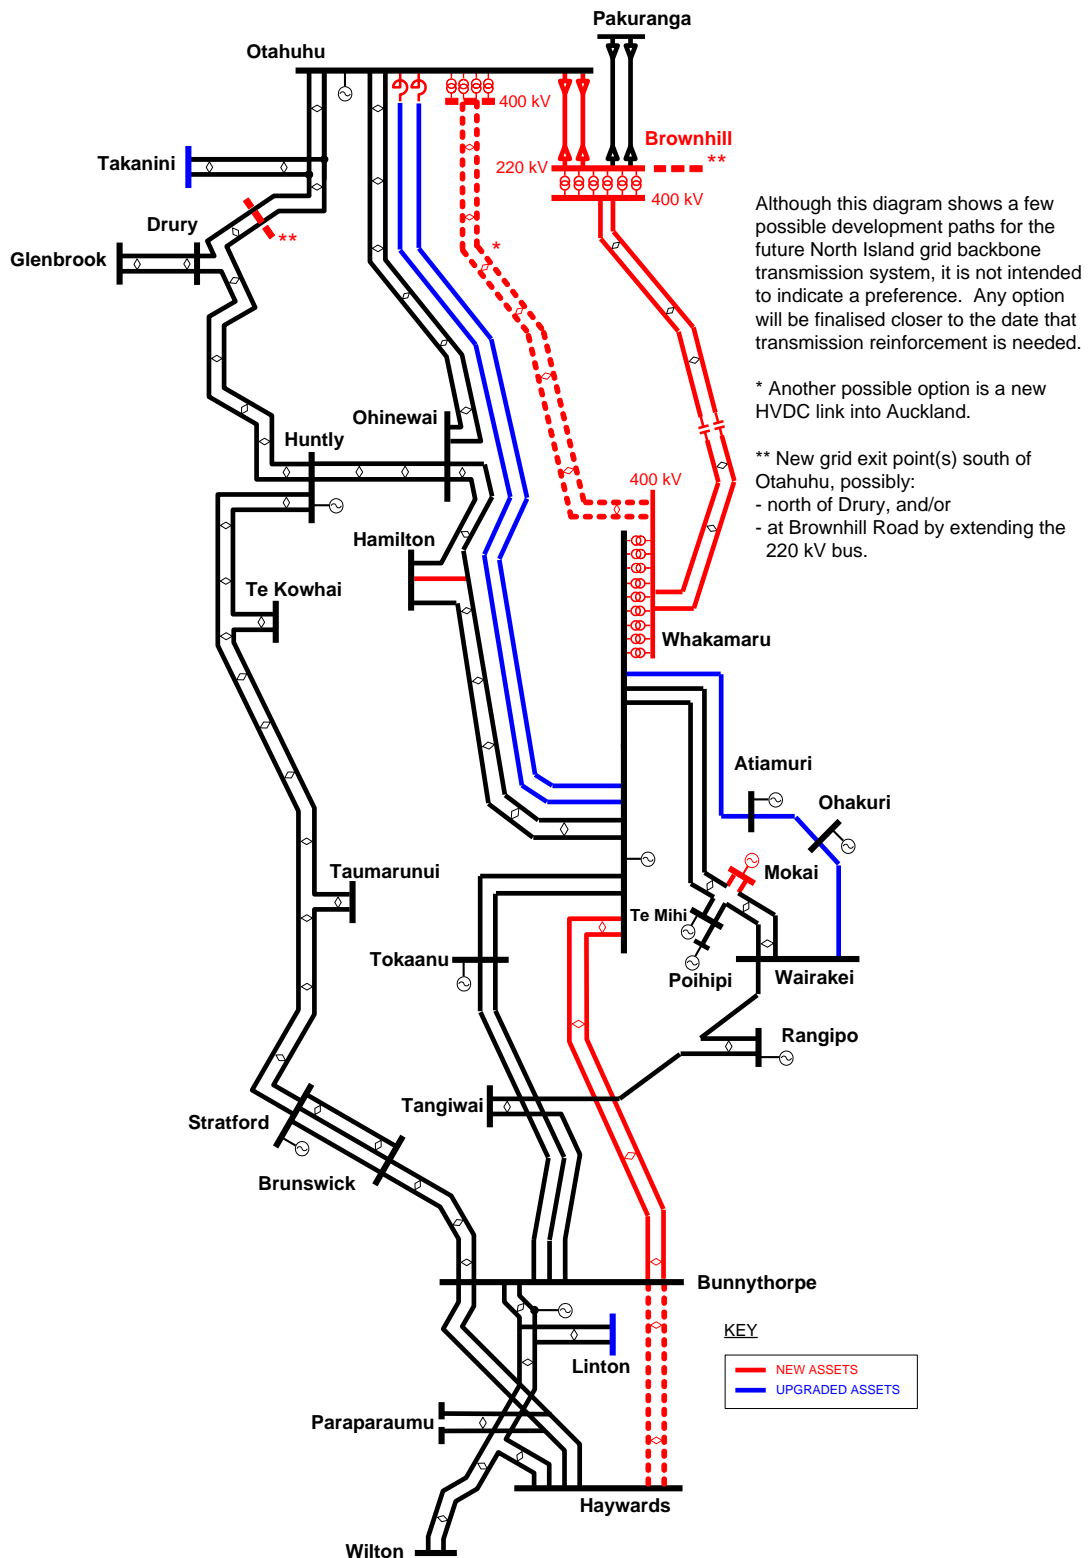 Pakuranga
Otahuhu
400 kV
Brownhill
**
Takanini
220 kV
400 kV
Drury
**
Glenbrook
*
Although this diagram shows a few
possible development paths for the
future North Island grid backbone
transmission system, it is not intended
to indicate a preference. Any option
will be finalised closer to the date that
transmission reinforcement is needed.
* Another possible option is a new
HVDC link into Auckland.
** New grid exit point(s) south of
Otahuhu, possibly:
- north of Drury, and/or
- at Brownhill Road by extending the
220 kV bus.
Ohinewai
Huntly
400 kV
Hamilton
Te Kowhai
Whakamaru
Atiamuri
Ohakuri
Mokai
Taumarunui
Te Mihi
Tokaanu
Poihipi
Wairakei
Rangipo
Tangiwai
Stratford
Brunswick
Bunnythorpe
KEY
NEW ASSETS
UPGRADED ASSETS
Linton
Paraparaumu
Haywards
Wilton